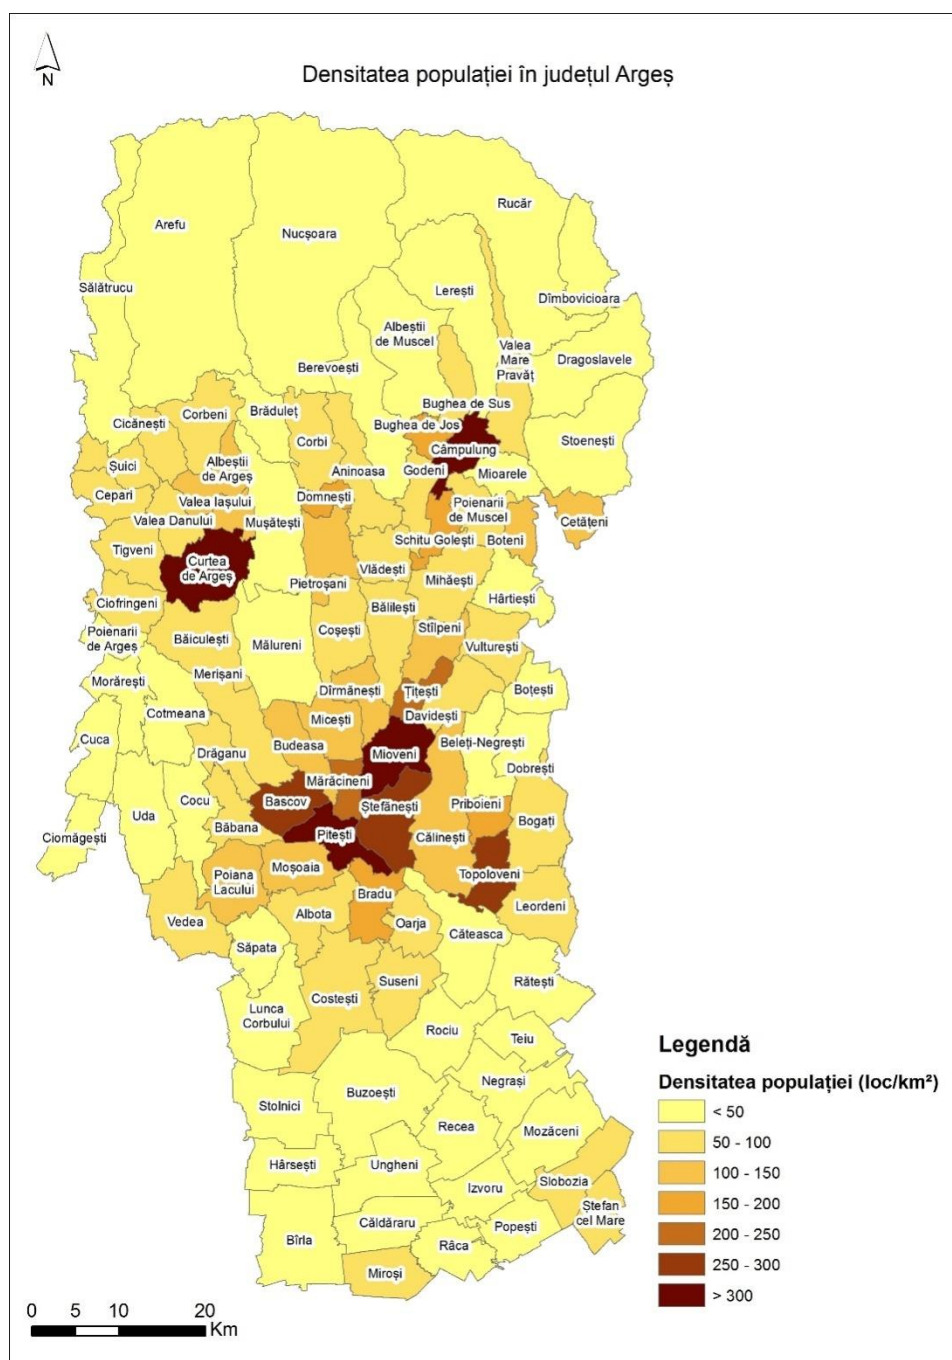 N
Densitatea populației în județul Argeș
Rucăr
Arefu
Nucșoara
Sălătrucu
Lerești
Dîmbovicioara
Albeștii
de Muscel
Valea
Mare
Pravăț
Dragoslavele
Berevoești
Bughea de Sus
Corbeni
Brăduleț
Cicănești
Bughea de Jos
Corbi
Stoenești
Câmpulung
Șuici
Albeștii
de Argeș
Aninoasa
Godeni
Mioarele
Cepari
Valea Iașului
Domnești
Poienarii
de Muscel
Valea Danului
Mușătești
Cetățeni
Schitu Golești
Boteni
Tigveni
Curtea
de Argeș
Vlădești
Pietroșani
Mihăești
Ciofringeni
Bălilești
Hârtiești
Poienarii
de Argeș
Băiculești
Coșești
Stîlpeni
Mălureni
Vulturești
Merișani
Morărești
Dîrmănești
Țițești
Boțești
Cotmeana
Micești
Davidești
Cuca
Drăganu
Budeasa
Mioveni
Beleți-Negrești
Dobrești
Mărăcineni
Cocu
Bascov
Ștefănești
Priboieni
Uda
Băbana
Pitești
Călinești
Bogați
Ciomăgești
Moșoaia
Poiana
Lacului
Topoloveni
Bradu
Vedea
Albota
Oarja
Leordeni
Săpata
Căteasca
Suseni
Rătești
Costești
Lunca
Corbului
Rociu
Teiu
Buzoești
Negrași
Stolnici
Recea
Mozăceni
Hârsești
Ungheni
Slobozia
Izvoru
Ștefan
cel Mare
Căldăraru
Popești
Bîrla
Râca
Miroși
Legendă
Densitatea populației (loc/km²)
< 50
50 - 100
100 - 150
150 - 200
200 - 250
250 - 300
> 300
0 5 10 20
Km